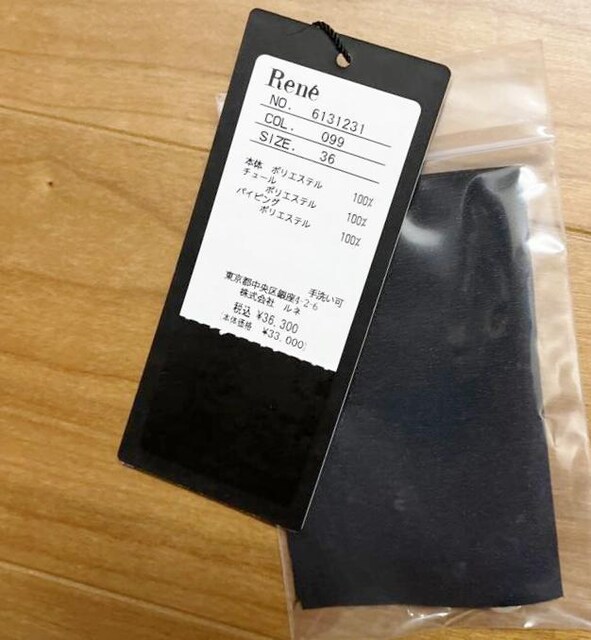 René
NO. 6131231
COL. 099
SIZE. 36
本体 ポリエステル 100%
チュール
ポリエステル 100%
パイピング
ポリエステル 100%
手洗い可
東京都中央区銀座4-2-6
株式会社 ルネ
税込 ¥36,300
(本体価格 ¥33,000)